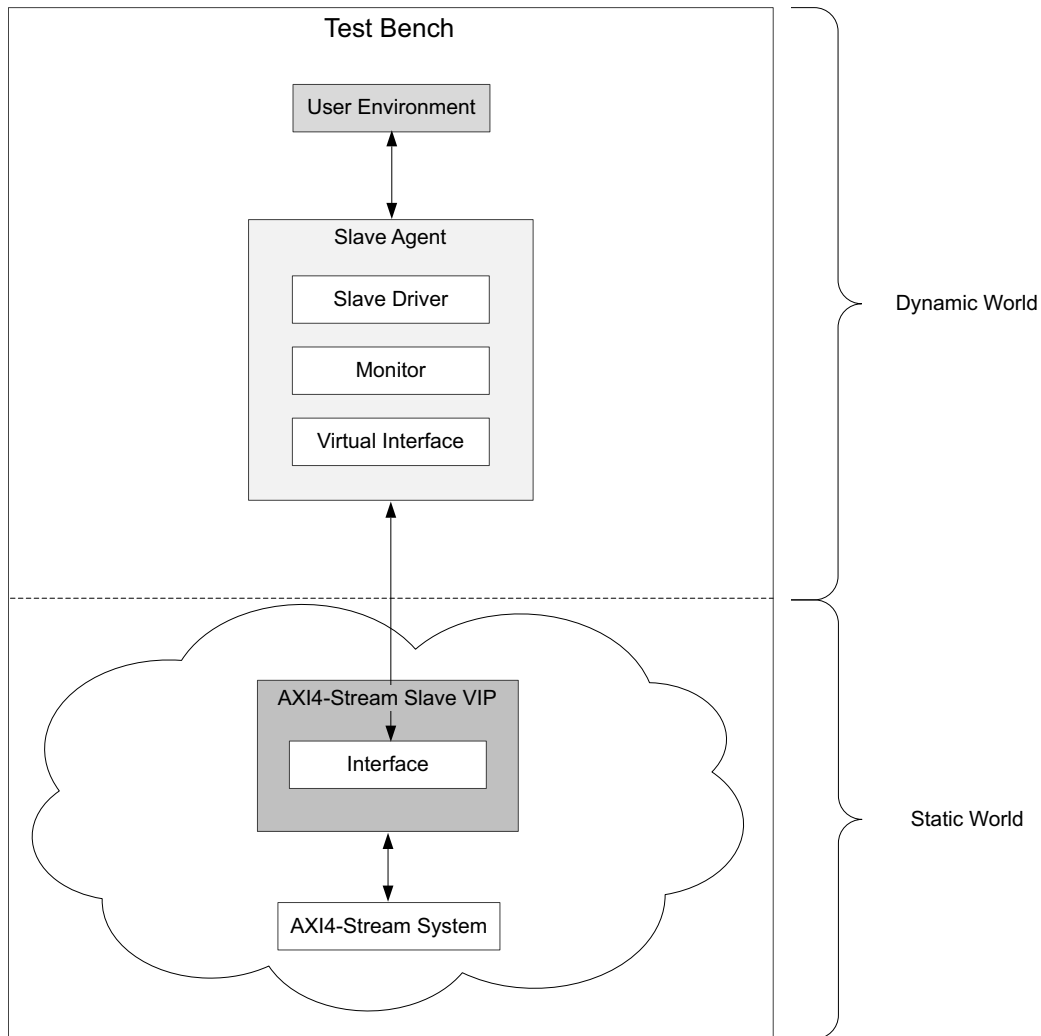 Test Bench
User Environment
Slave Agent
Slave Driver
Monitor
Virtual Interface
Dynamic World
AXI4-Stream Slave VIP
Interface
AXI4-Stream System
Static World